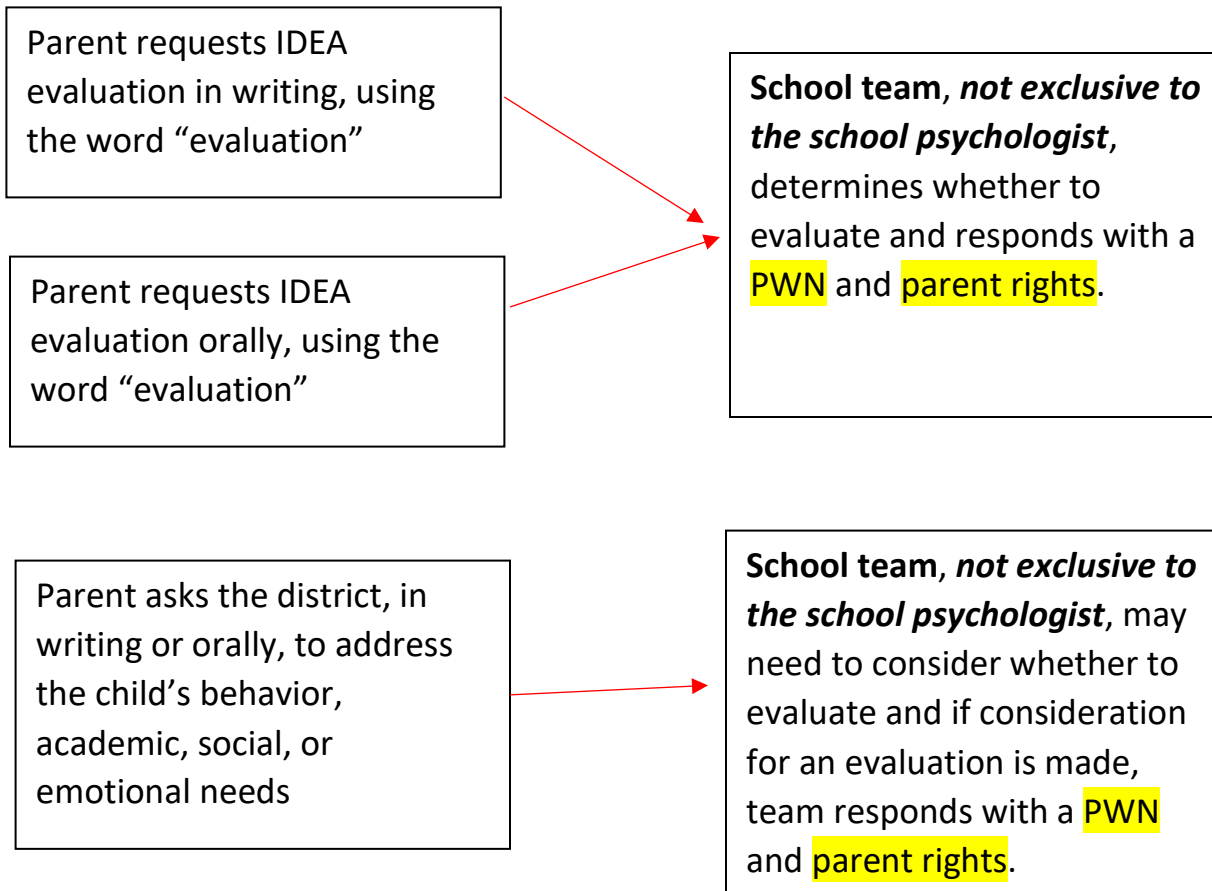 Parent requests IDEA
evaluation in writing, using
the word “evaluation”
Parent requests IDEA
evaluation orally, using the
word “evaluation”
School team, not exclusive to
the school psychologist,
determines whether to
evaluate and responds with a
PWN and parent rights.
Parent asks the district, in
writing or orally, to address
the child’s behavior,
academic, social, or
emotional needs
School team, not exclusive to
the school psychologist, may
need to consider whether to
evaluate and if consideration
for an evaluation is made,
team responds with a PWN
and parent rights.